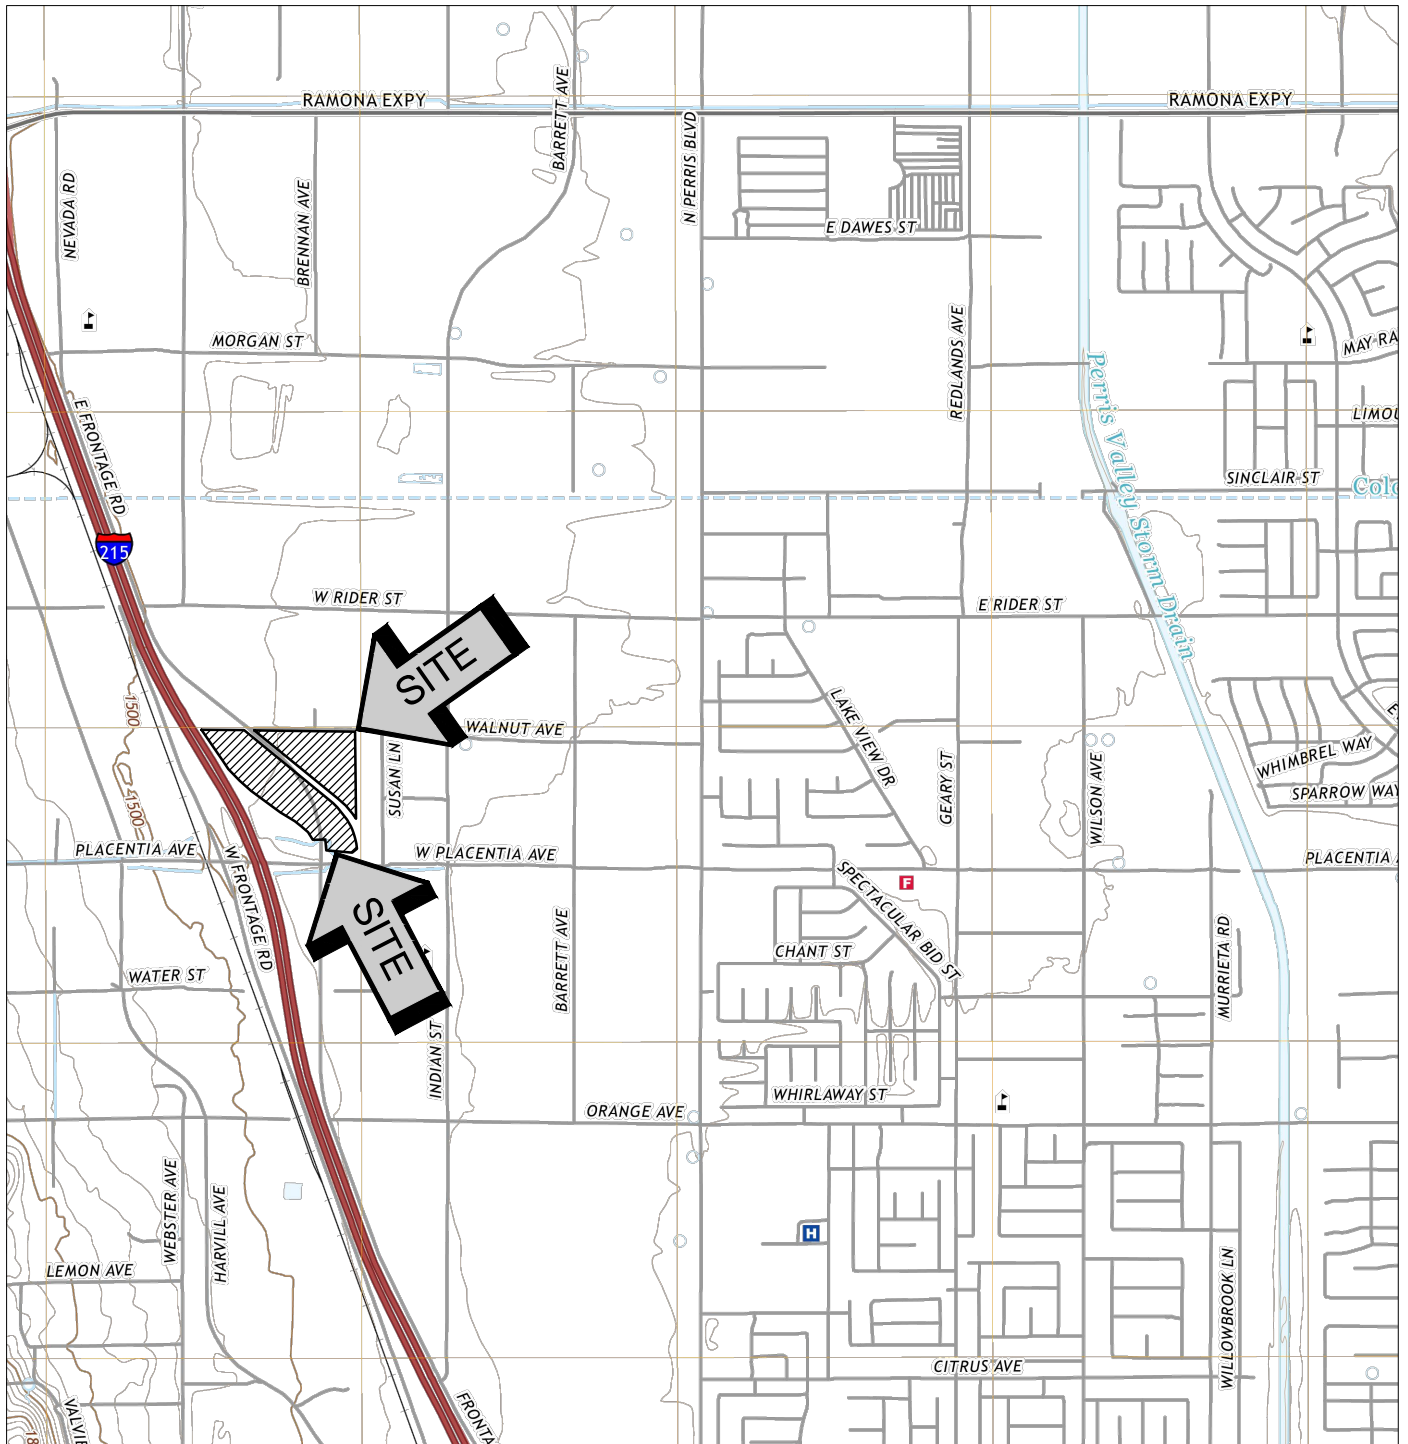 RAMONA EXPY
RAMONA EXPY
BARRETT AVE
N PERRIS BLVD
NEVADA RD
BRENNAN AVE
E DAWES ST
MORGAN ST
REDLANDS AVE
MAY RA
Perris Valley Storm Drain
E FRONTAGE RD
LIMOU
SINCLAIR ST
Colo
215
W RIDER ST
E RIDER ST
SITE
1500
WALNUT AVE
LAKE VIEW DR
SUSAN LN
GEARY ST
WILSON AVE
WHIMBREL WAY
SPARROW WAY
1500
PLACENTIA AVE
W FRONTAGE RD
W PLACENTIA AVE
PLACENTIA
F
SPECTACULAR BID ST
SITE
BARRETT AVE
CHANT ST
MURRIETA RD
WATER ST
INDIAN ST
WHIRLAWAY ST
ORANGE AVE
WEBSTER AVE
HARVILL AVE
H
LEMON AVE
WILLOWBROOK LN
CITRUS AVE
VALVIE
FRONTA